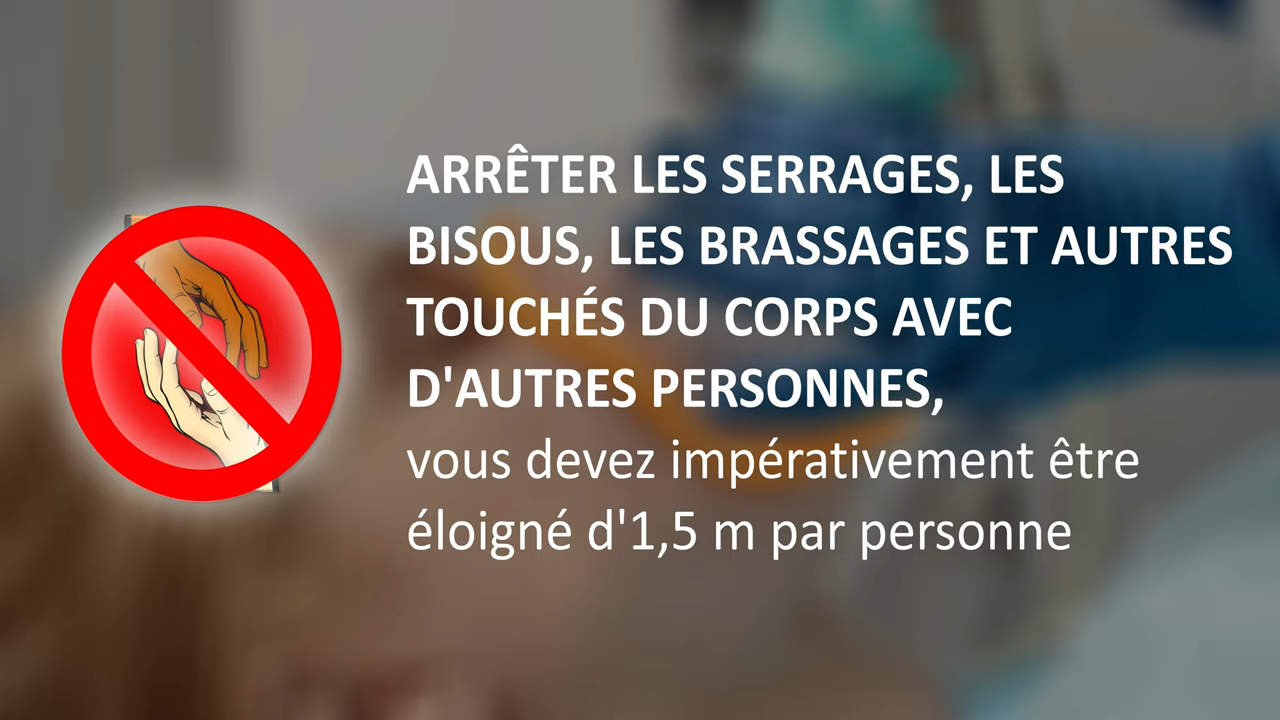 ARRÊTER LES SERRAGES, LES
BISOUS, LES BRASSAGES ET AUTRES
TOUCHÉS DU CORPS AVEC
D'AUTRES PERSONNES,
vous devez impérativement être
éloigné d'1,5 m par personne